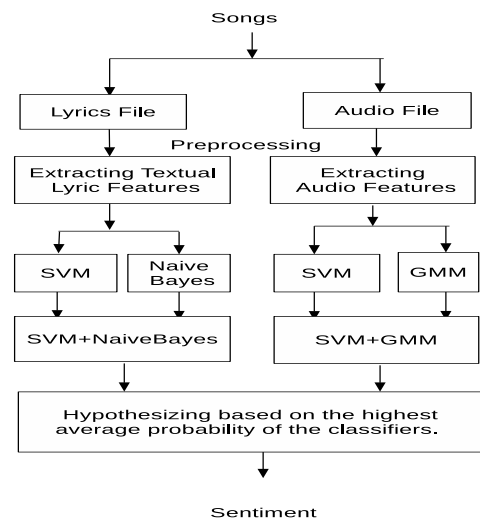 Songs
Lyrics File
Audio File
Preprocessing
Extracting Textual
Lyric Features
Extracting
Audio Features
SVM
Naive
Bayes
SVM
GMM
SVM+NaiveBayes
SVM+GMM
Hypothesizing based on the highest
average probability of the classifiers.
Sentiment